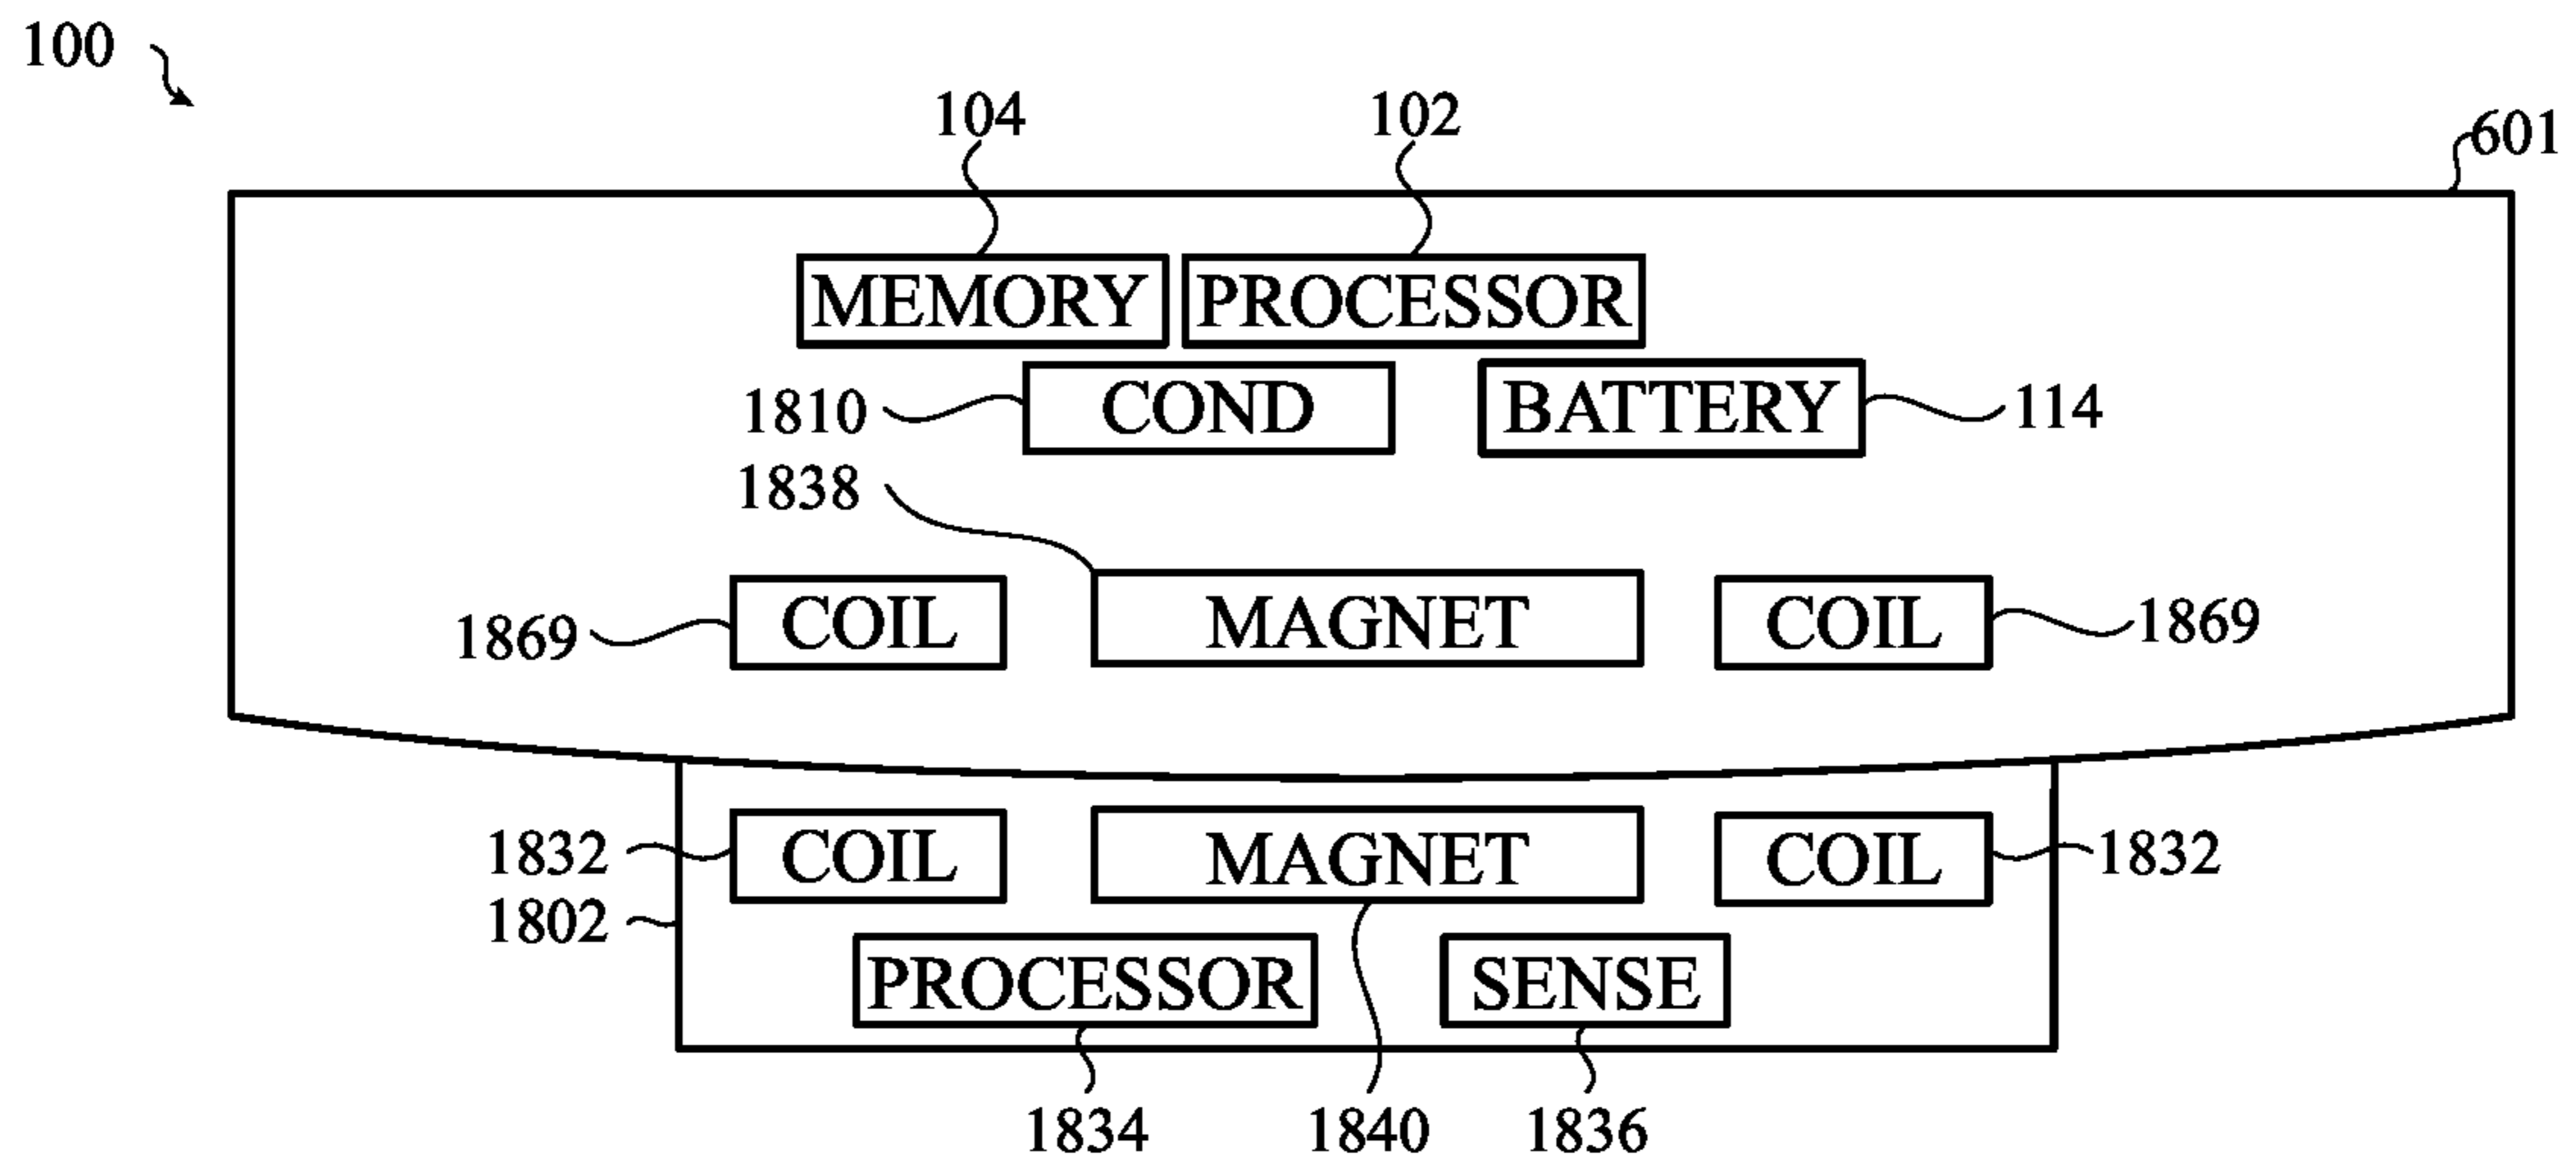 100
104 102 601
MEMORY PROCESSOR
1810 COND BATTERY 114
1838
1869 COIL MAGNET COIL 1869
1832 COIL MAGNET COIL 1832
1802
PROCESSOR SENSE
1834 1840 1836